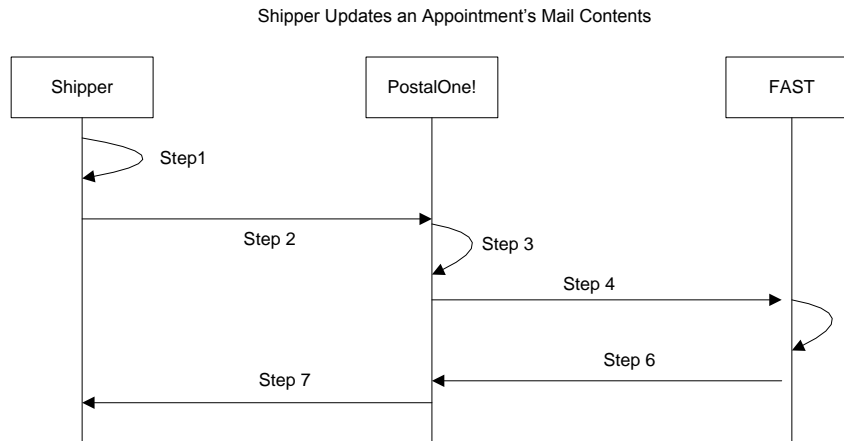 Shipper Updates an Appointment's Mail Contents
Shipper
PostalOne!
FAST
Step1
Step 2
Step 3
Step 4
Step 6
Step 7